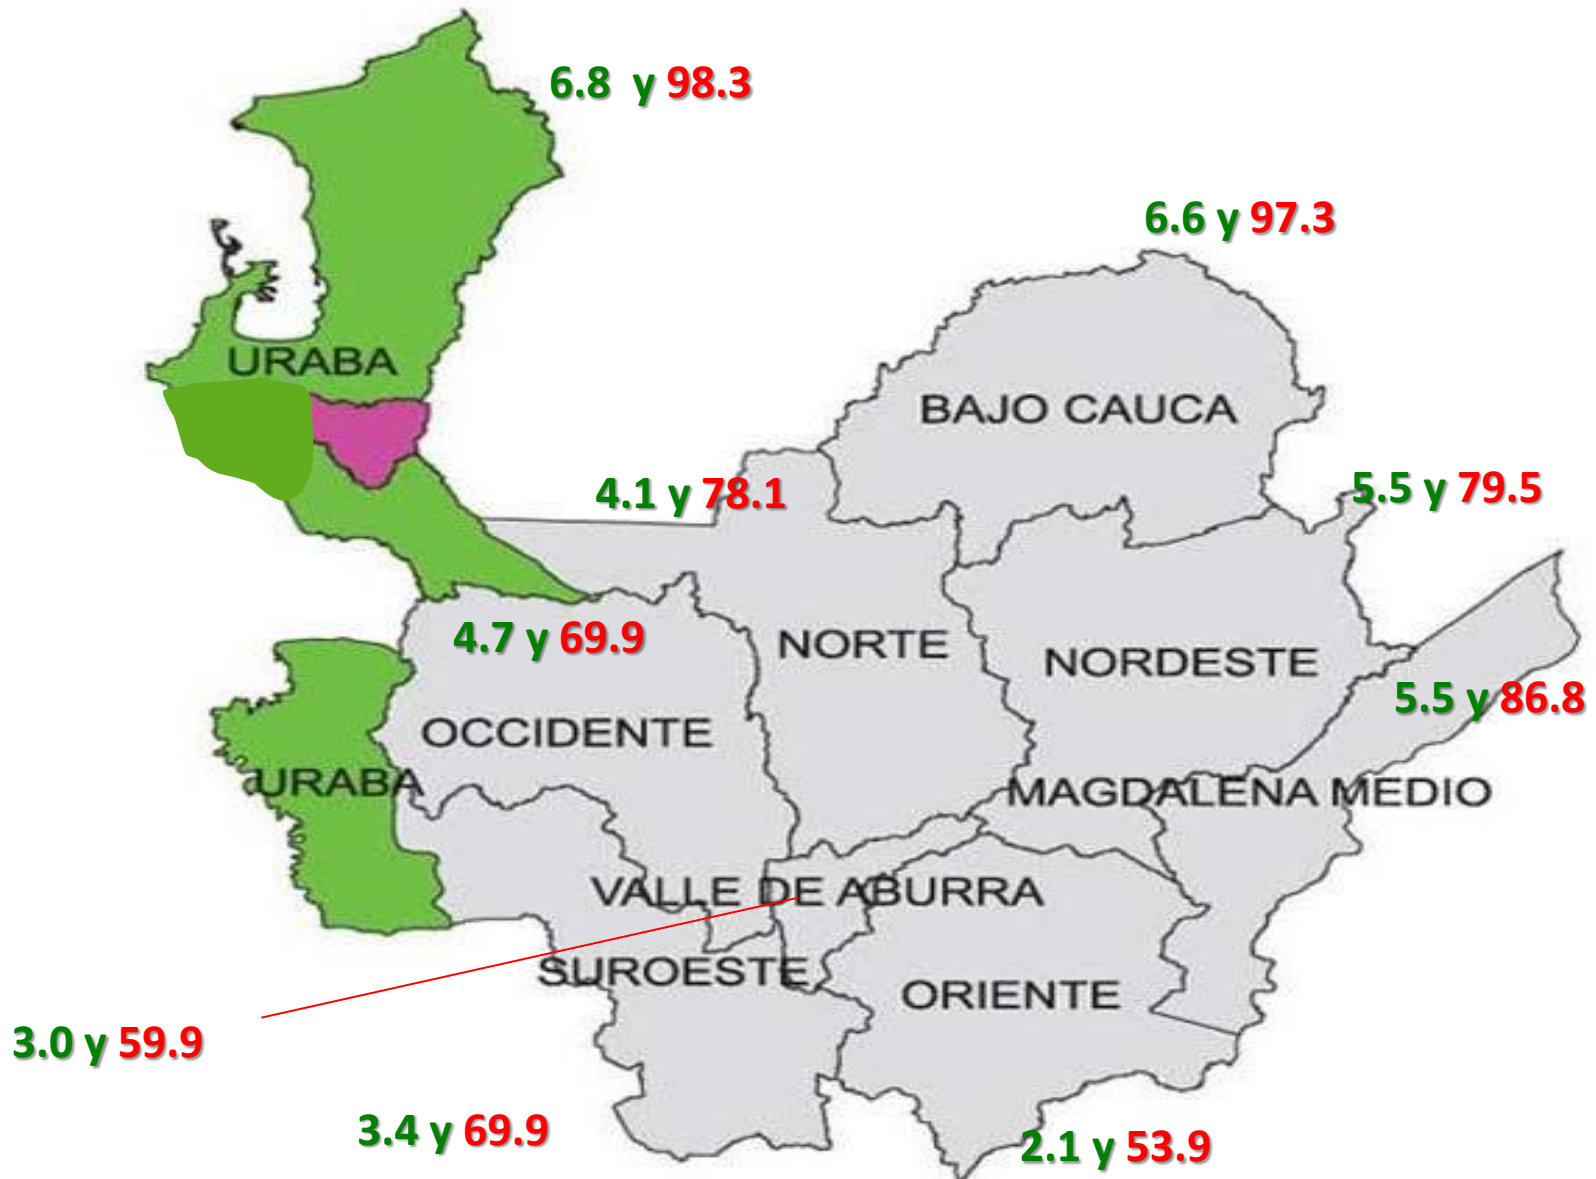 6.8 y 98.3
6.6 y 97.3
URABA
BAJO CAUCA
4.1 y 78.1
5.5 y 79.5
4.7 y 69.9
NORTE
NORDESTE
5.5 y 86.8
OCCIDENTE
URABA
MAGDALENA MEDIO
VALLE DE ABURRA
SUROESTE
ORIENTE
3.0 y 59.9
3.4 y 69.9
2.1 y 53.9